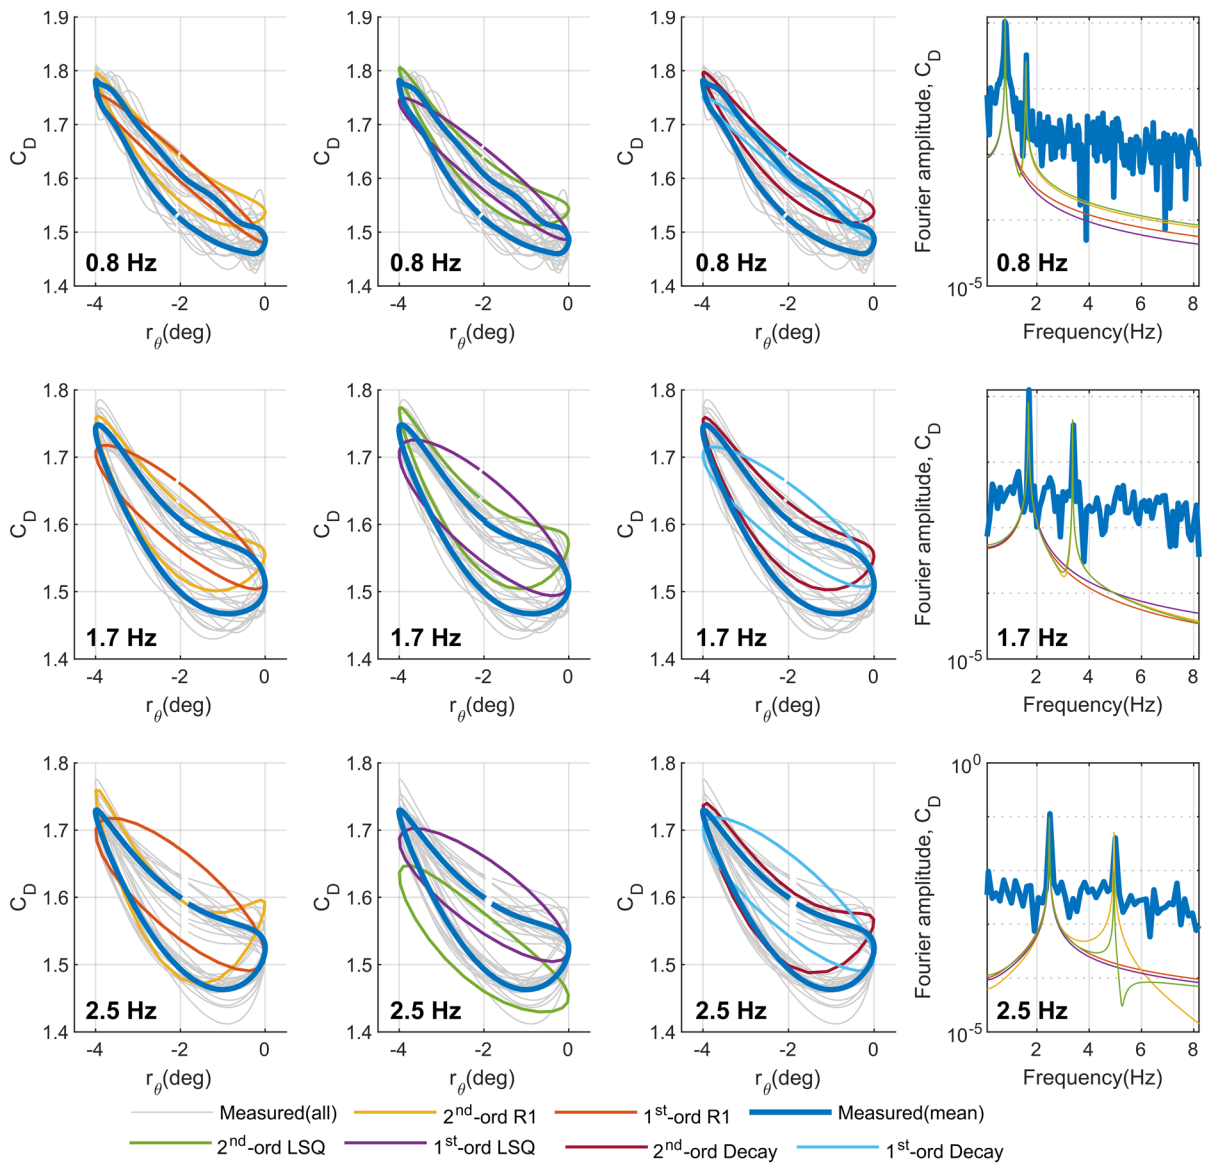 1.9
1.8
1.7
1.6
1.5
1.4
C_D
0.8 Hz
-4 -2 0
r_θ(deg)
1.9
1.8
1.7
1.6
1.5
1.4
C_D
0.8 Hz
-4 -2 0
r_θ(deg)
1.9
1.8
1.7
1.6
1.5
1.4
C_D
0.8 Hz
-4 -2 0
r_θ(deg)
Fourier amplitude, C_D
10^-5
0.8 Hz
2 4 6 8
Frequency(Hz)
1.8
1.7
1.6
1.5
1.4
C_D
1.7 Hz
-4 -2 0
r_θ(deg)
1.8
1.7
1.6
1.5
1.4
C_D
1.7 Hz
-4 -2 0
r_θ(deg)
1.8
1.7
1.6
1.5
1.4
C_D
1.7 Hz
-4 -2 0
r_θ(deg)
Fourier amplitude, C_D
10^-5
1.7 Hz
2 4 6 8
Frequency(Hz)
1.8
1.7
1.6
1.5
1.4
C_D
2.5 Hz
-4 -2 0
r_θ(deg)
1.8
1.7
1.6
1.5
1.4
C_D
2.5 Hz
-4 -2 0
r_θ(deg)
1.8
1.7
1.6
1.5
1.4
C_D
2.5 Hz
-4 -2 0
r_θ(deg)
10^0
Fourier amplitude, C_D
10^-5
2.5 Hz
2 4 6 8
Frequency(Hz)
Measured(all) 2^nd-ord R1 1^st-ord R1 Measured(mean)
2^nd-ord LSQ 1^st-ord LSQ 2^nd-ord Decay 1^st-ord Decay